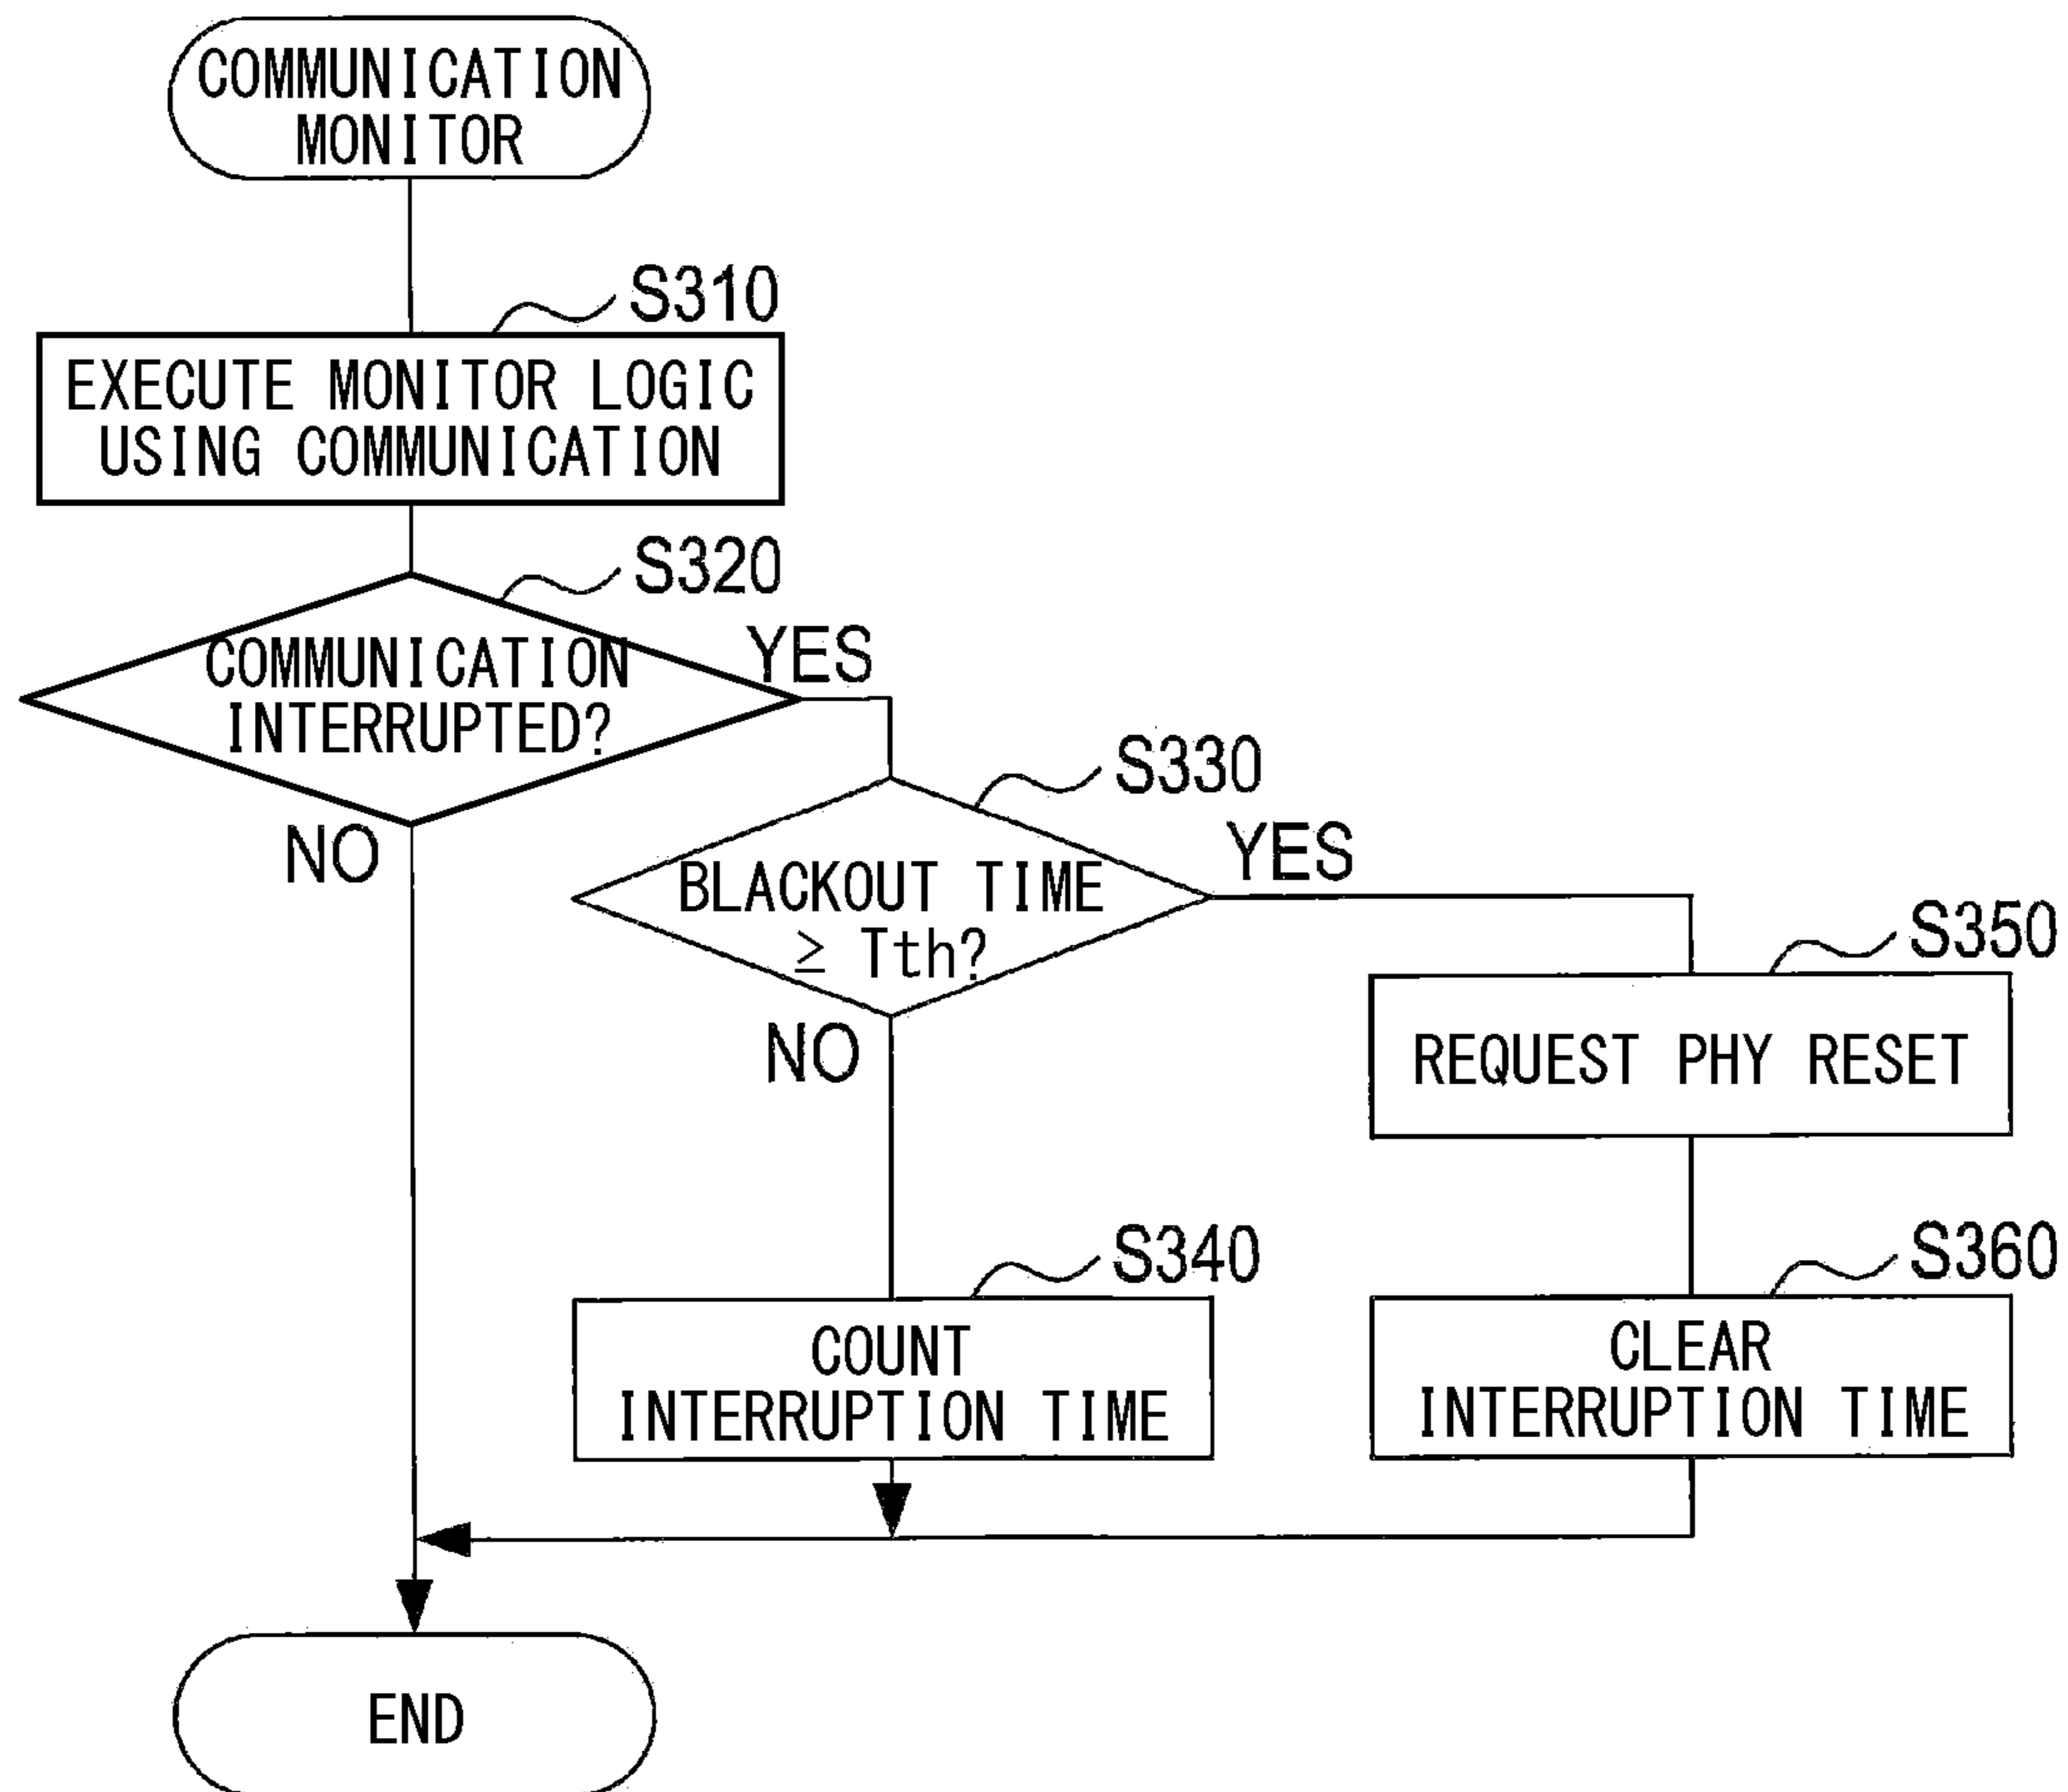 COMMUNICATION
MONITOR
S310
EXECUTE MONITOR LOGIC
USING COMMUNICATION
S320
COMMUNICATION
INTERRUPTED?
YES
NO
S330
BLACKOUT TIME
≥ Tth?
YES
NO
S350
REQUEST PHY RESET
S340
COUNT
INTERRUPTION TIME
S360
CLEAR
INTERRUPTION TIME
END